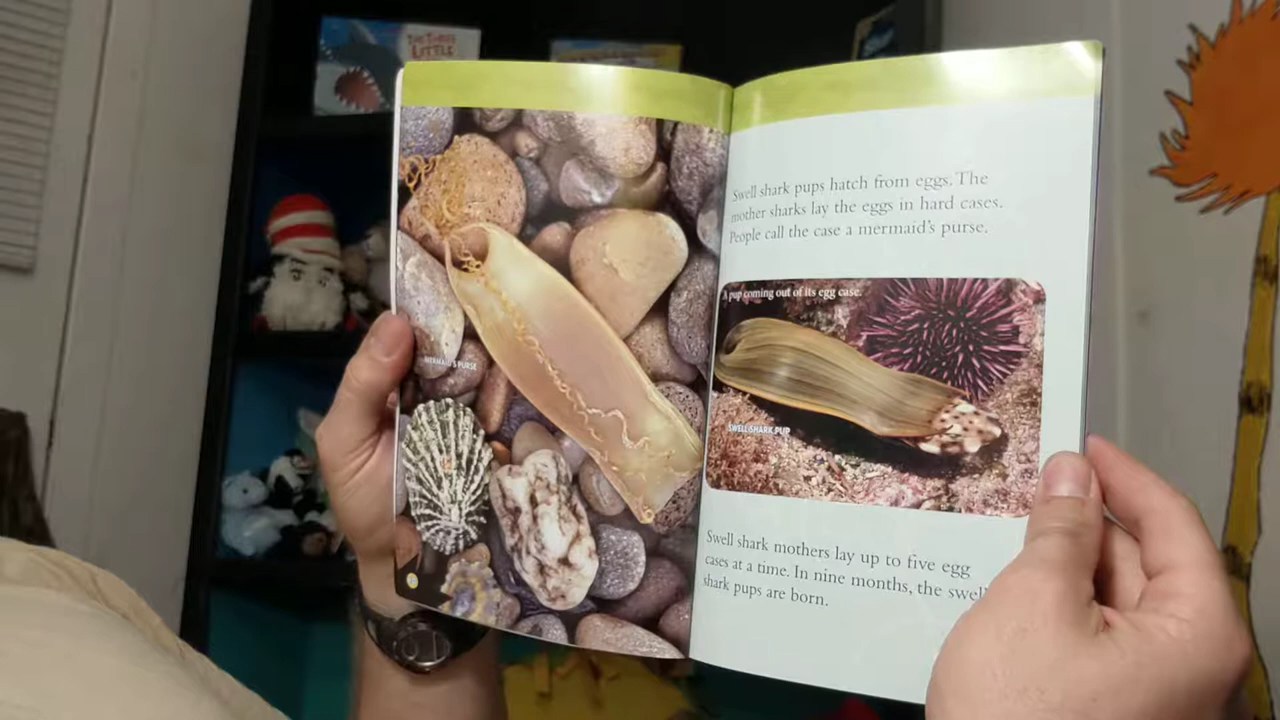 THE THREE
LITTLE
MERMAID'S PURSE
Swell shark pups hatch from eggs. The
mother sharks lay the eggs in hard cases.
People call the case a mermaid's purse.
A pup coming out of its egg case.
SWELL SHARK PUP
Swell shark mothers lay up to five egg
cases at a time. In nine months, the swell
shark pups are born.